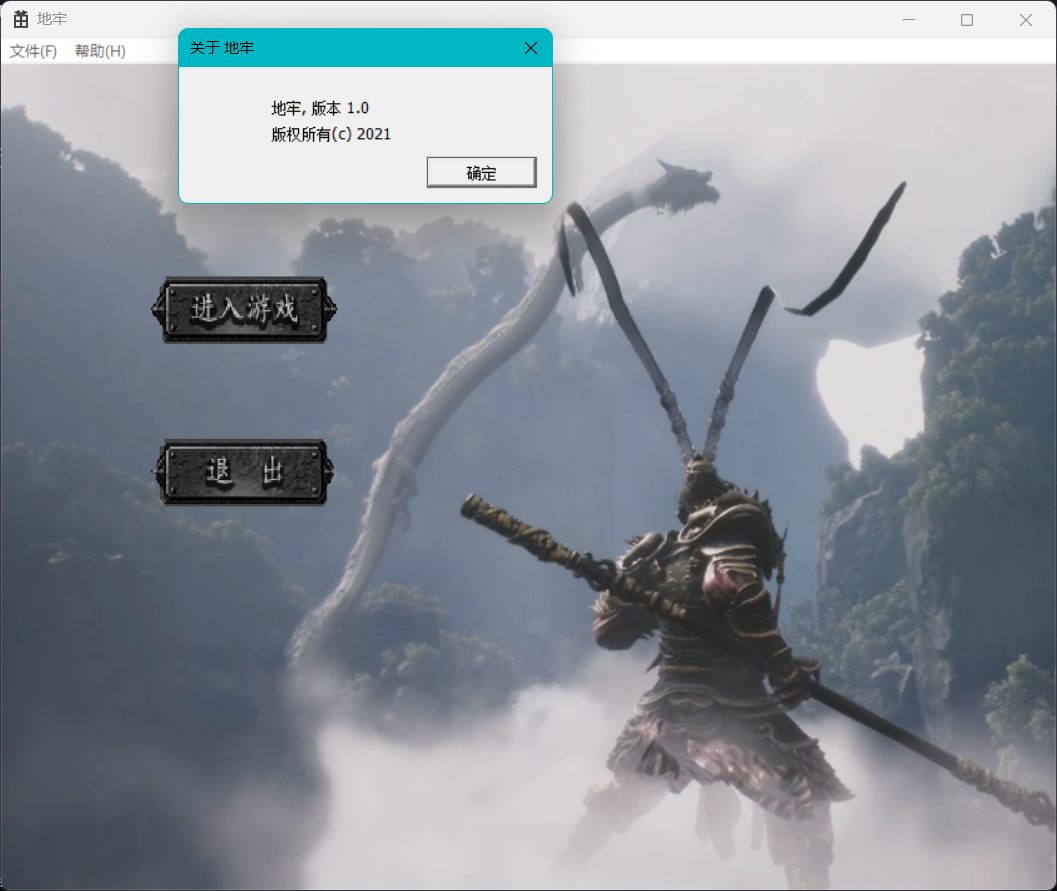 地牢
文件(F) 帮助(H)
关于 地牢
地牢, 版本 1.0
版权所有(c) 2021
确定
进入游戏
退 出